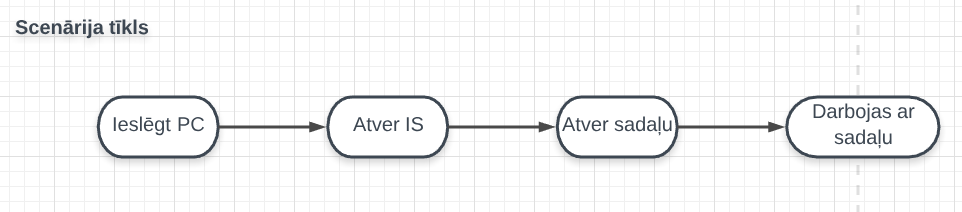 Scenārija tīkls
Ieslēgt PC
Atver IS
Atver sadaļu
Darbojas ar
sadaļu